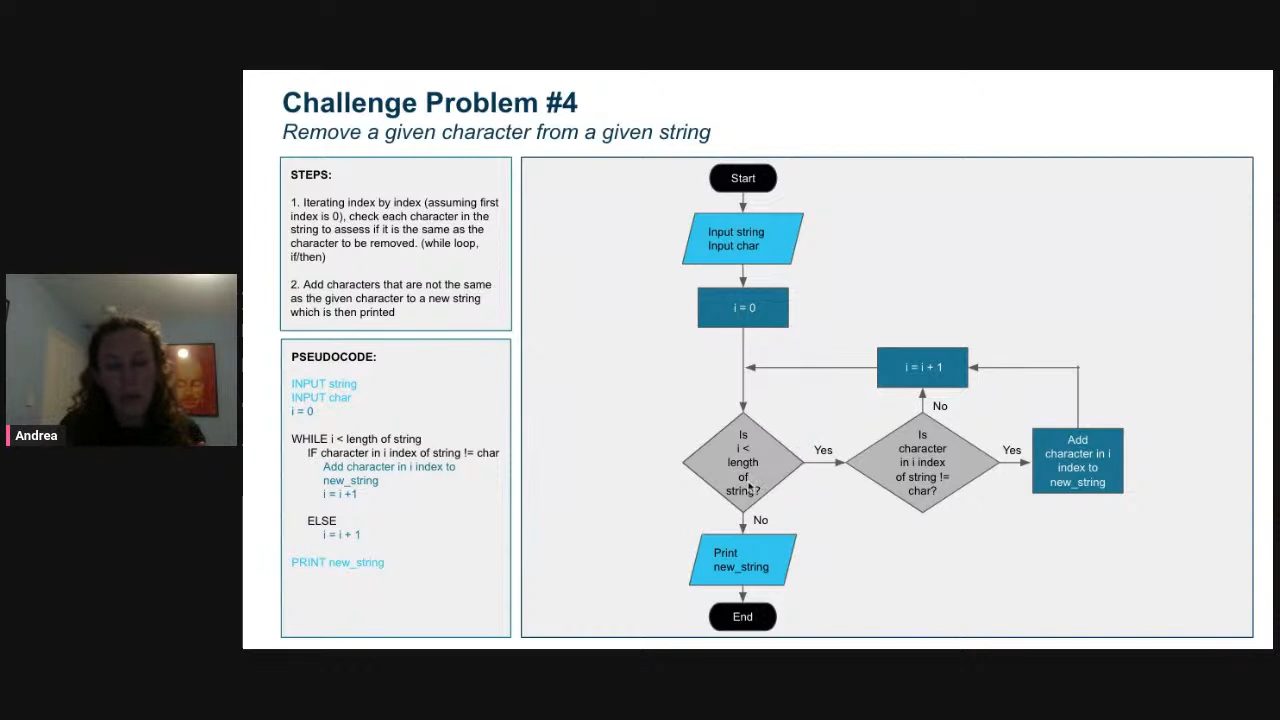 Challenge Problem #4
Remove a given character from a given string
STEPS:
1. Iterating index by index (assuming first
index is 0), check each character in the
string to assess if it is the same as the
character to be removed. (while loop,
if/then)
2. Add characters that are not the same
as the given character to a new string
which is then printed
PSEUDOCODE:
INPUT string
INPUT char
i = 0
WHILE i < length of string
IF character in i index of string != char
Add character in i index to
new_string
i = i +1
ELSE
i = i + 1
PRINT new_string
Start
Input string
Input char
i = 0
i = i + 1
No
Is
i <
length
of
string?
Yes
Is
character
in i index
of string !=
char?
Yes
Add
character in i
index to
new_string
No
Print
new_string
End
Andrea